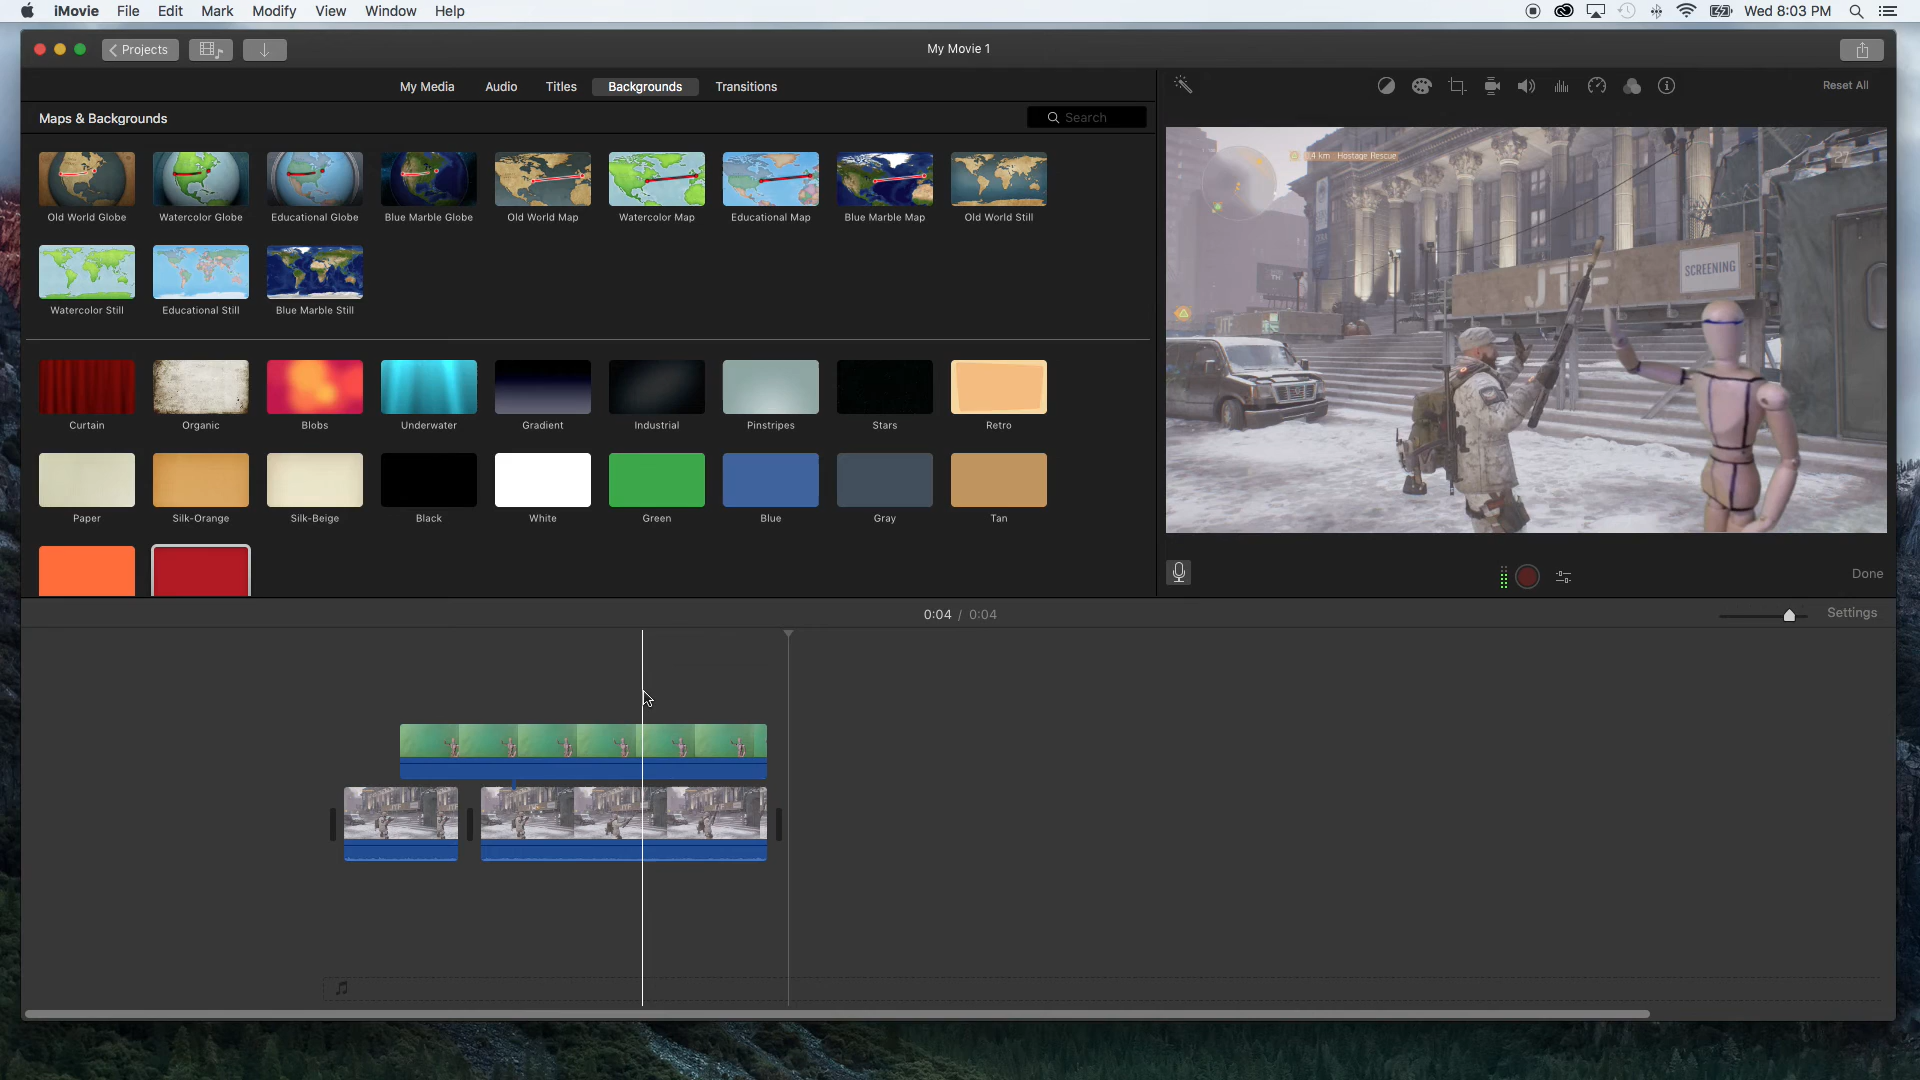 iMovie File Edit Mark Modify View Window Help
Wed 8:03 PM
Projects
My Movie 1
My Media Audio Titles Backgrounds Transitions
Reset All
Maps & Backgrounds
Search
Old World Globe Watercolor Globe Educational Globe Blue Marble Globe Old World Map Watercolor Map Educational Map Blue Marble Map Old World Still
Watercolor Still Educational Still Blue Marble Still
Curtain Organic Blobs Underwater Gradient Industrial Pinstripes Stars Retro
Paper Silk-Orange Silk-Beige Black White Green Blue Gray Tan
Hostage Rescue
SCREENING
JTF
JTF
Done
0:04 / 0:04
Settings